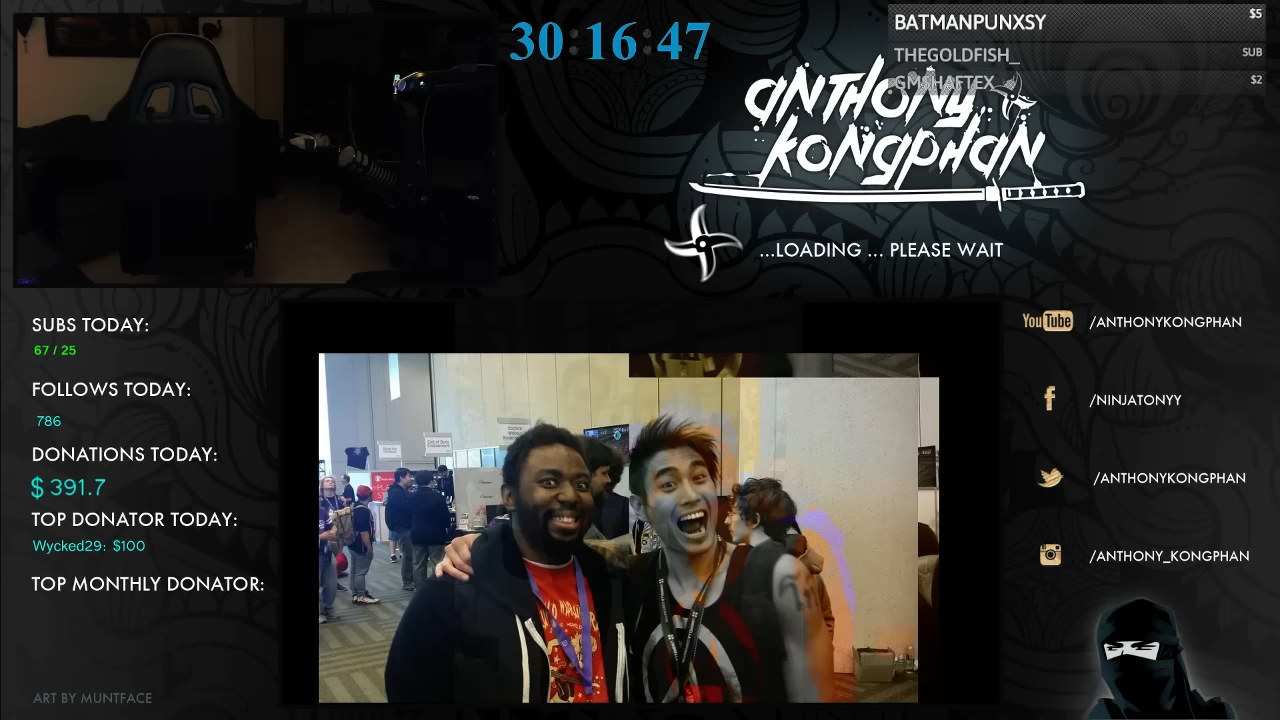 30:16:47
BATMANPUNXSY $5
THEGOLDFISH_ SUB
GMSHAFTEX $2
ANTHONY
KONGPHAN
...LOADING ... PLEASE WAIT
SUBS TODAY:
67 / 25
FOLLOWS TODAY:
786
DONATIONS TODAY:
$ 391.7
TOP DONATOR TODAY:
Wycked29: $100
TOP MONTHLY DONATOR:
ART BY MUNTFACE
YouTube /ANTHONYKONGPHAN
f /NINJATONYY
/ANTHONYKONGPHAN
/ANTHONY_KONGPHAN